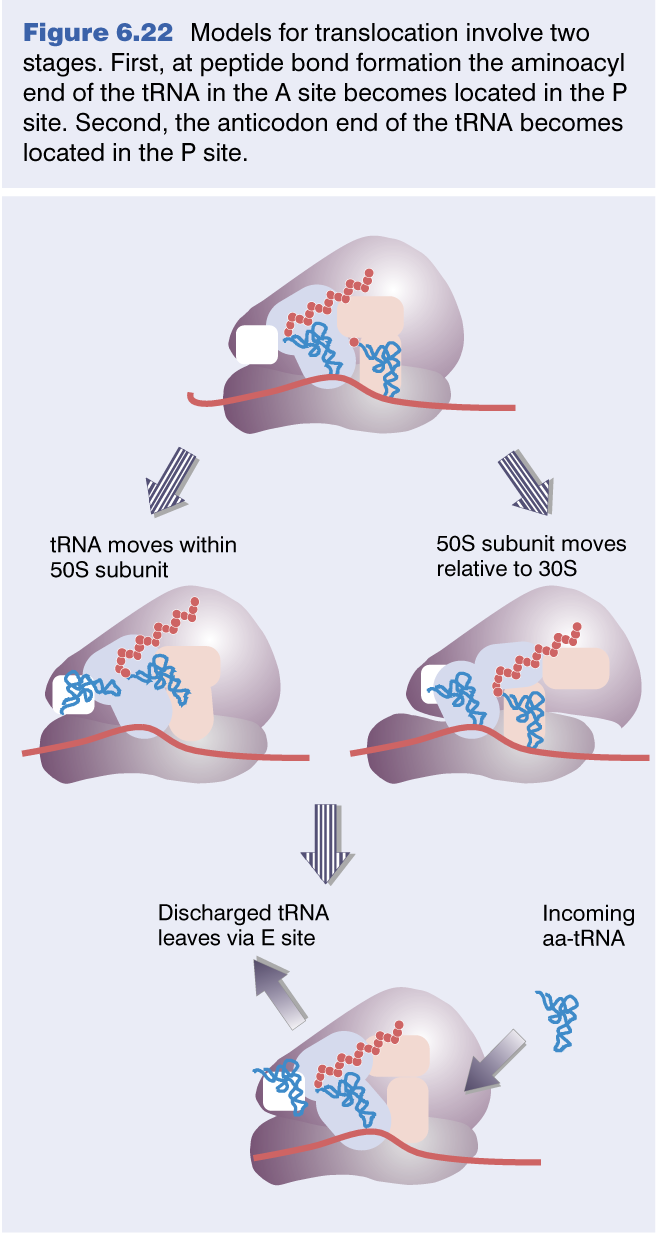 Figure 6.22 Models for translocation involve two
stages. First, at peptide bond formation the aminoacyl
end of the tRNA in the A site becomes located in the P
site. Second, the anticodon end of the tRNA becomes
located in the P site.
tRNA moves within
50S subunit
50S subunit moves
relative to 30S
Discharged tRNA
leaves via E site
Incoming
aa-tRNA